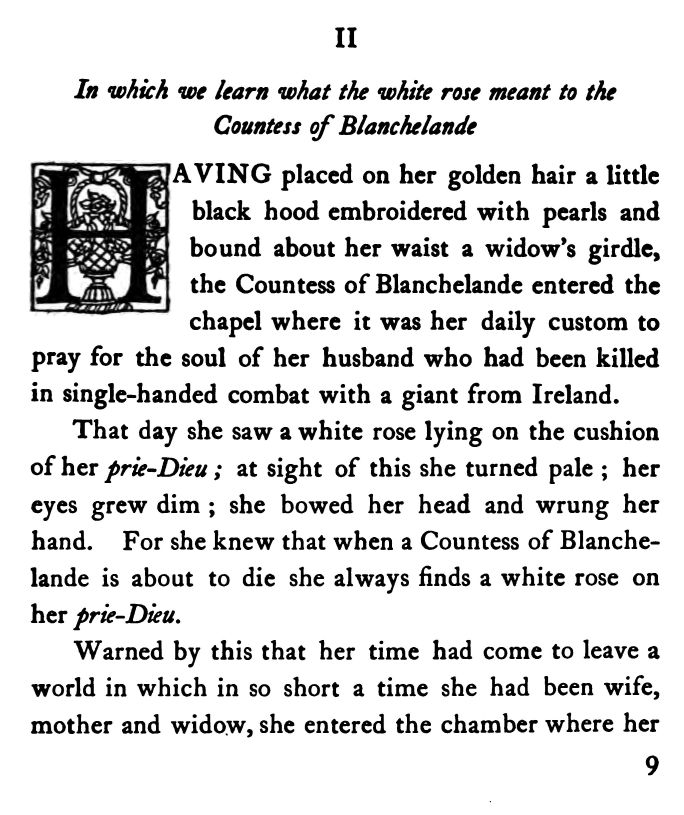 II
In which we learn what the white rose meant to the
Countess of Blanchelande
HAVING placed on her golden hair a little
black hood embroidered with pearls and
bound about her waist a widow's girdle,
the Countess of Blanchelande entered the
chapel where it was her daily custom to
pray for the soul of her husband who had been killed
in single-handed combat with a giant from Ireland.
That day she saw a white rose lying on the cushion
of her prie-Dieu ; at sight of this she turned pale ; her
eyes grew dim ; she bowed her head and wrung her
hand. For she knew that when a Countess of Blanche-
lande is about to die she always finds a white rose on
her prie-Dieu.
Warned by this that her time had come to leave a
world in which in so short a time she had been wife,
mother and widow, she entered the chamber where her
9